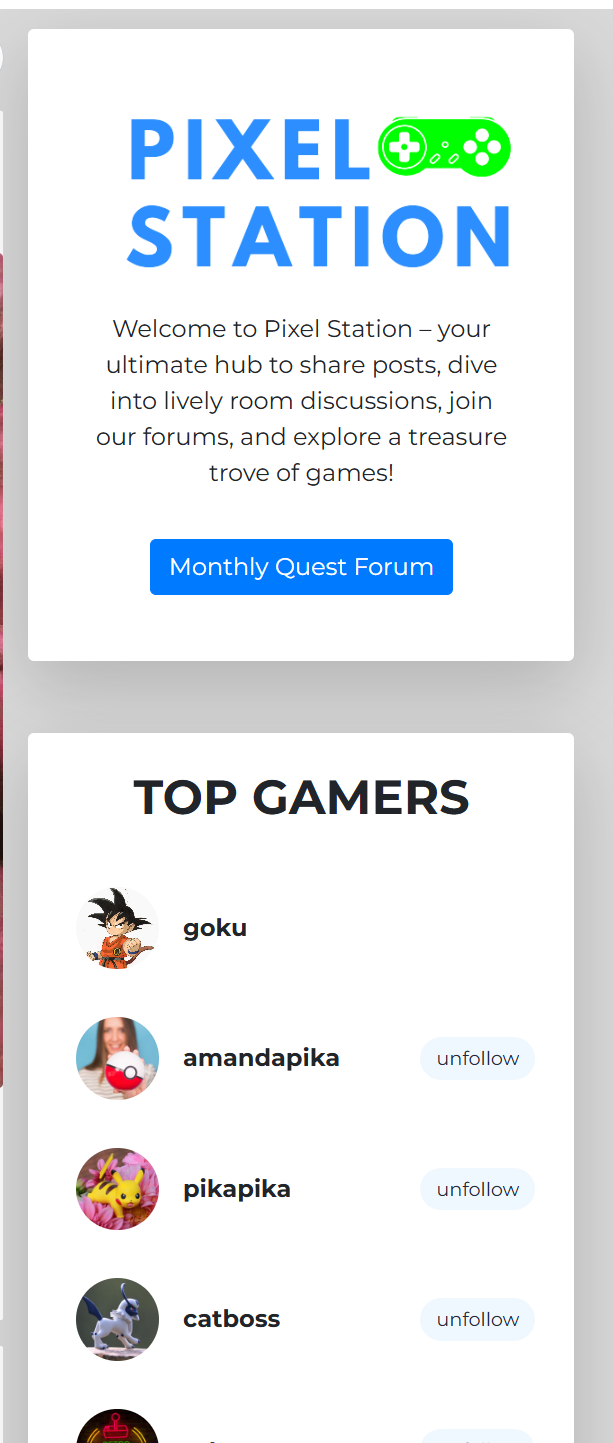 PIXEL
STATION
Welcome to Pixel Station – your
ultimate hub to share posts, dive
into lively room discussions, join
our forums, and explore a treasure
trove of games!
Monthly Quest Forum
TOP GAMERS
goku
amandapika unfollow
pikapika unfollow
catboss unfollow